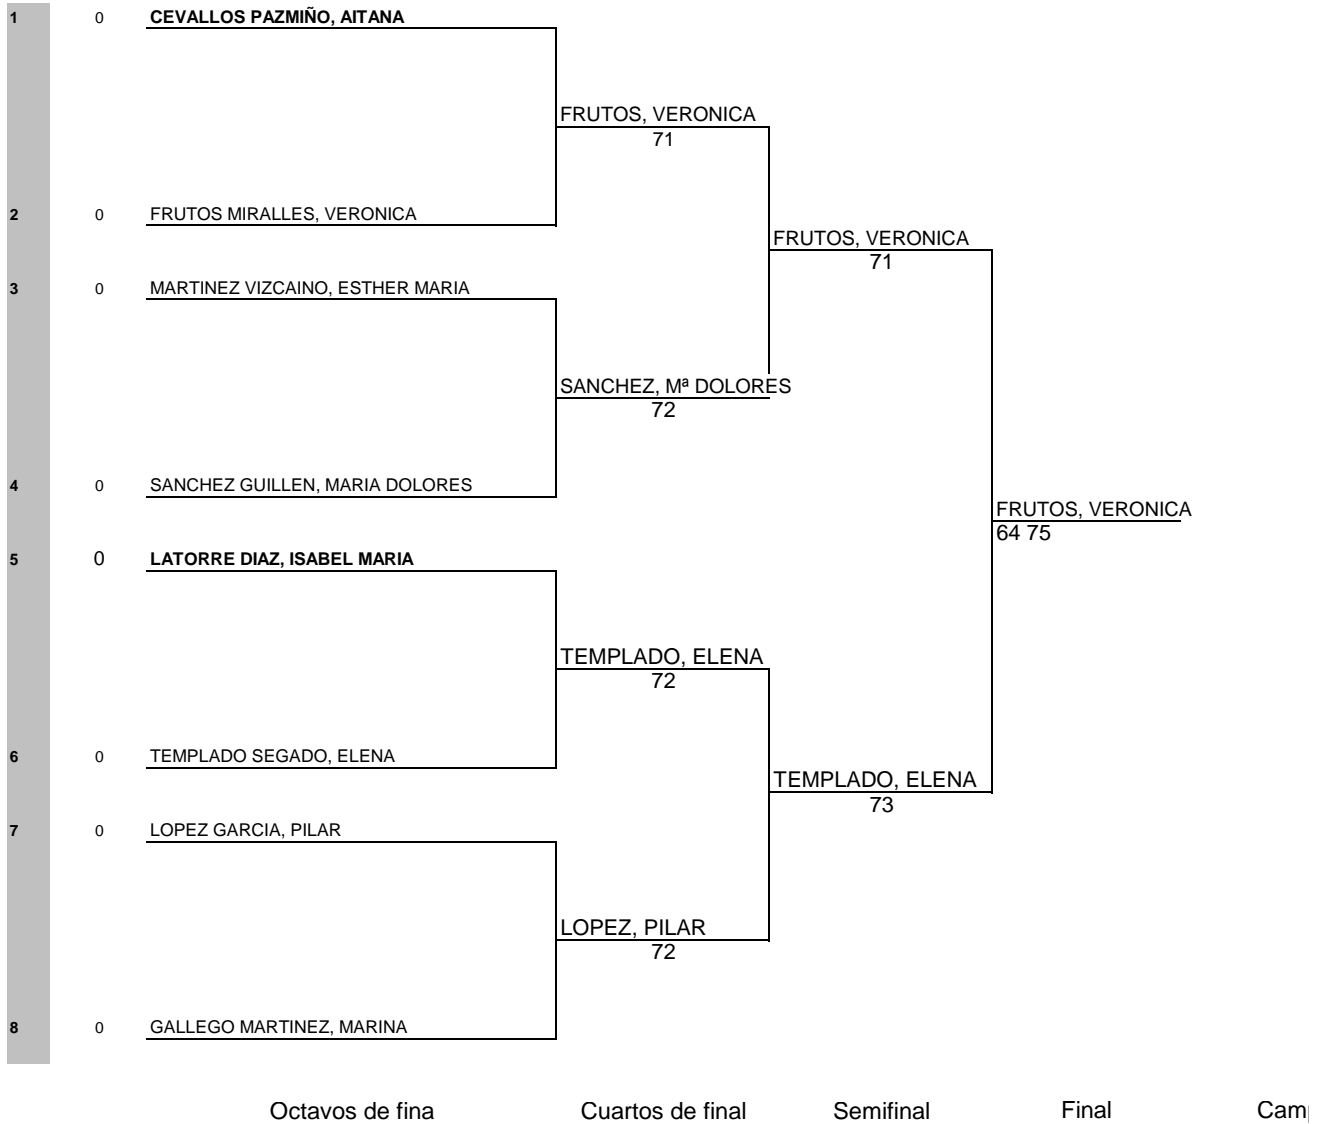 1 0 CEVALLOS PAZMIÑO, AITANA
FRUTOS, VERONICA
71
2 0 FRUTOS MIRALLES, VERONICA
FRUTOS, VERONICA
71
3 0 MARTINEZ VIZCAINO, ESTHER MARIA
SANCHEZ, Mª DOLORES
72
4 0 SANCHEZ GUILLEN, MARIA DOLORES
FRUTOS, VERONICA
64 75
5 0 LATORRE DIAZ, ISABEL MARIA
TEMPLADO, ELENA
72
6 0 TEMPLADO SEGADO, ELENA
TEMPLADO, ELENA
73
7 0 LOPEZ GARCIA, PILAR
LOPEZ, PILAR
72
8 0 GALLEGO MARTINEZ, MARINA
Octavos de fina Cuartos de final Semifinal Final Cam